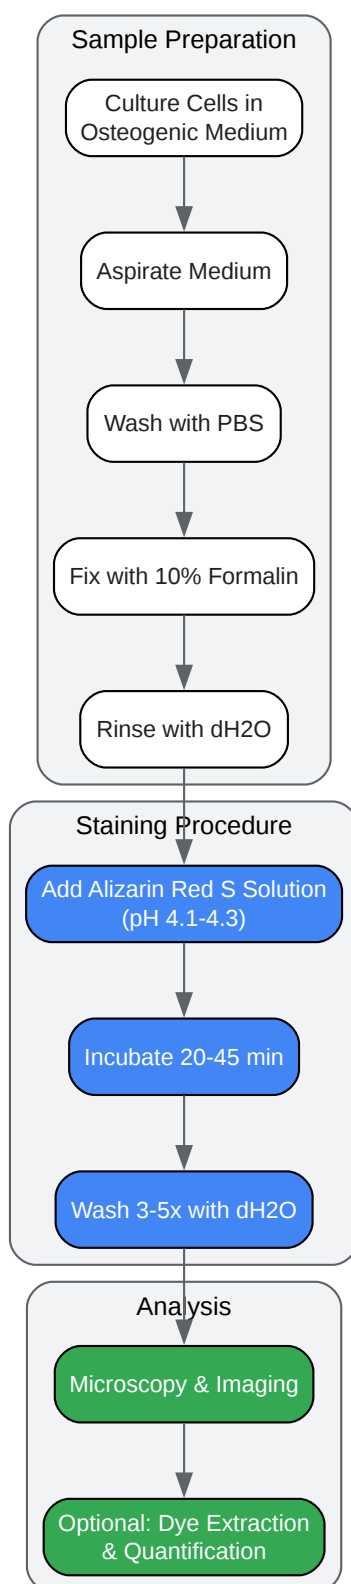 Sample Preparation
Culture Cells in
Osteogenic Medium
Aspirate Medium
Wash with PBS
Fix with 10% Formalin
Rinse with dH2O
Staining Procedure
Add Alizarin Red S Solution
(pH 4.1-4.3)
Incubate 20-45 min
Wash 3-5x with dH2O
Analysis
Microscopy & Imaging
Optional: Dye Extraction
& Quantification